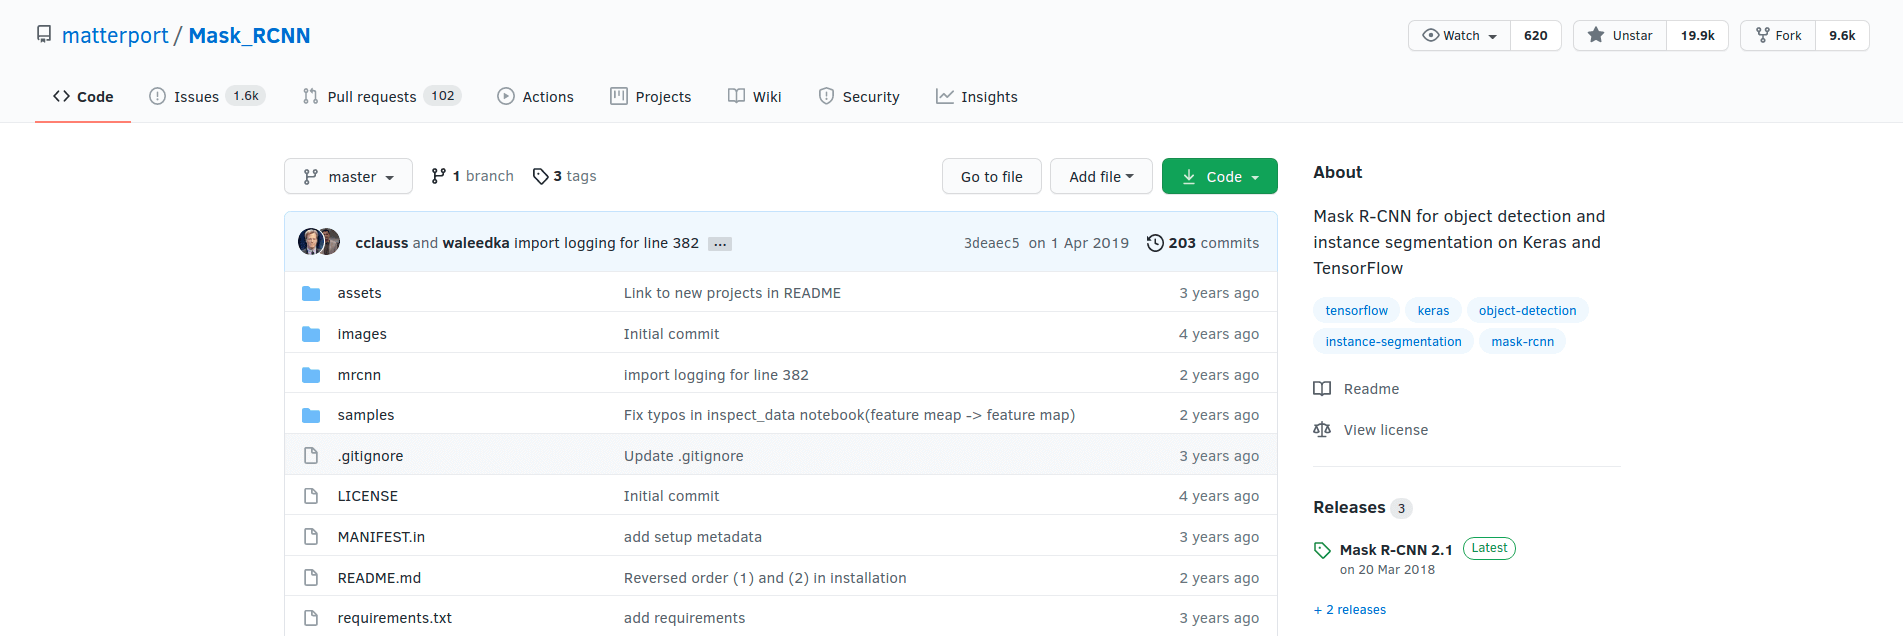 matterport / Mask_RCNN
Watch 620 Unstar 19.9k Fork 9.6k
Code Issues 1.6k Pull requests 102 Actions Projects Wiki Security Insights
master 1 branch 3 tags Go to file Add file Code
cclauss and waleedka import logging for line 382 ... 3deaec5 on 1 Apr 2019 203 commits
assets Link to new projects in README 3 years ago
images Initial commit 4 years ago
mrcnn import logging for line 382 2 years ago
samples Fix typos in inspect_data notebook(feature meap -> feature map) 2 years ago
.gitignore Update .gitignore 3 years ago
LICENSE Initial commit 4 years ago
MANIFEST.in add setup metadata 3 years ago
README.md Reversed order (1) and (2) in installation 2 years ago
requirements.txt add requirements 3 years ago
About
Mask R-CNN for object detection and
instance segmentation on Keras and
TensorFlow
tensorflow keras object-detection
instance-segmentation mask-rcnn
Readme
View license
Releases 3
Mask R-CNN 2.1 Latest
on 20 Mar 2018
+ 2 releases